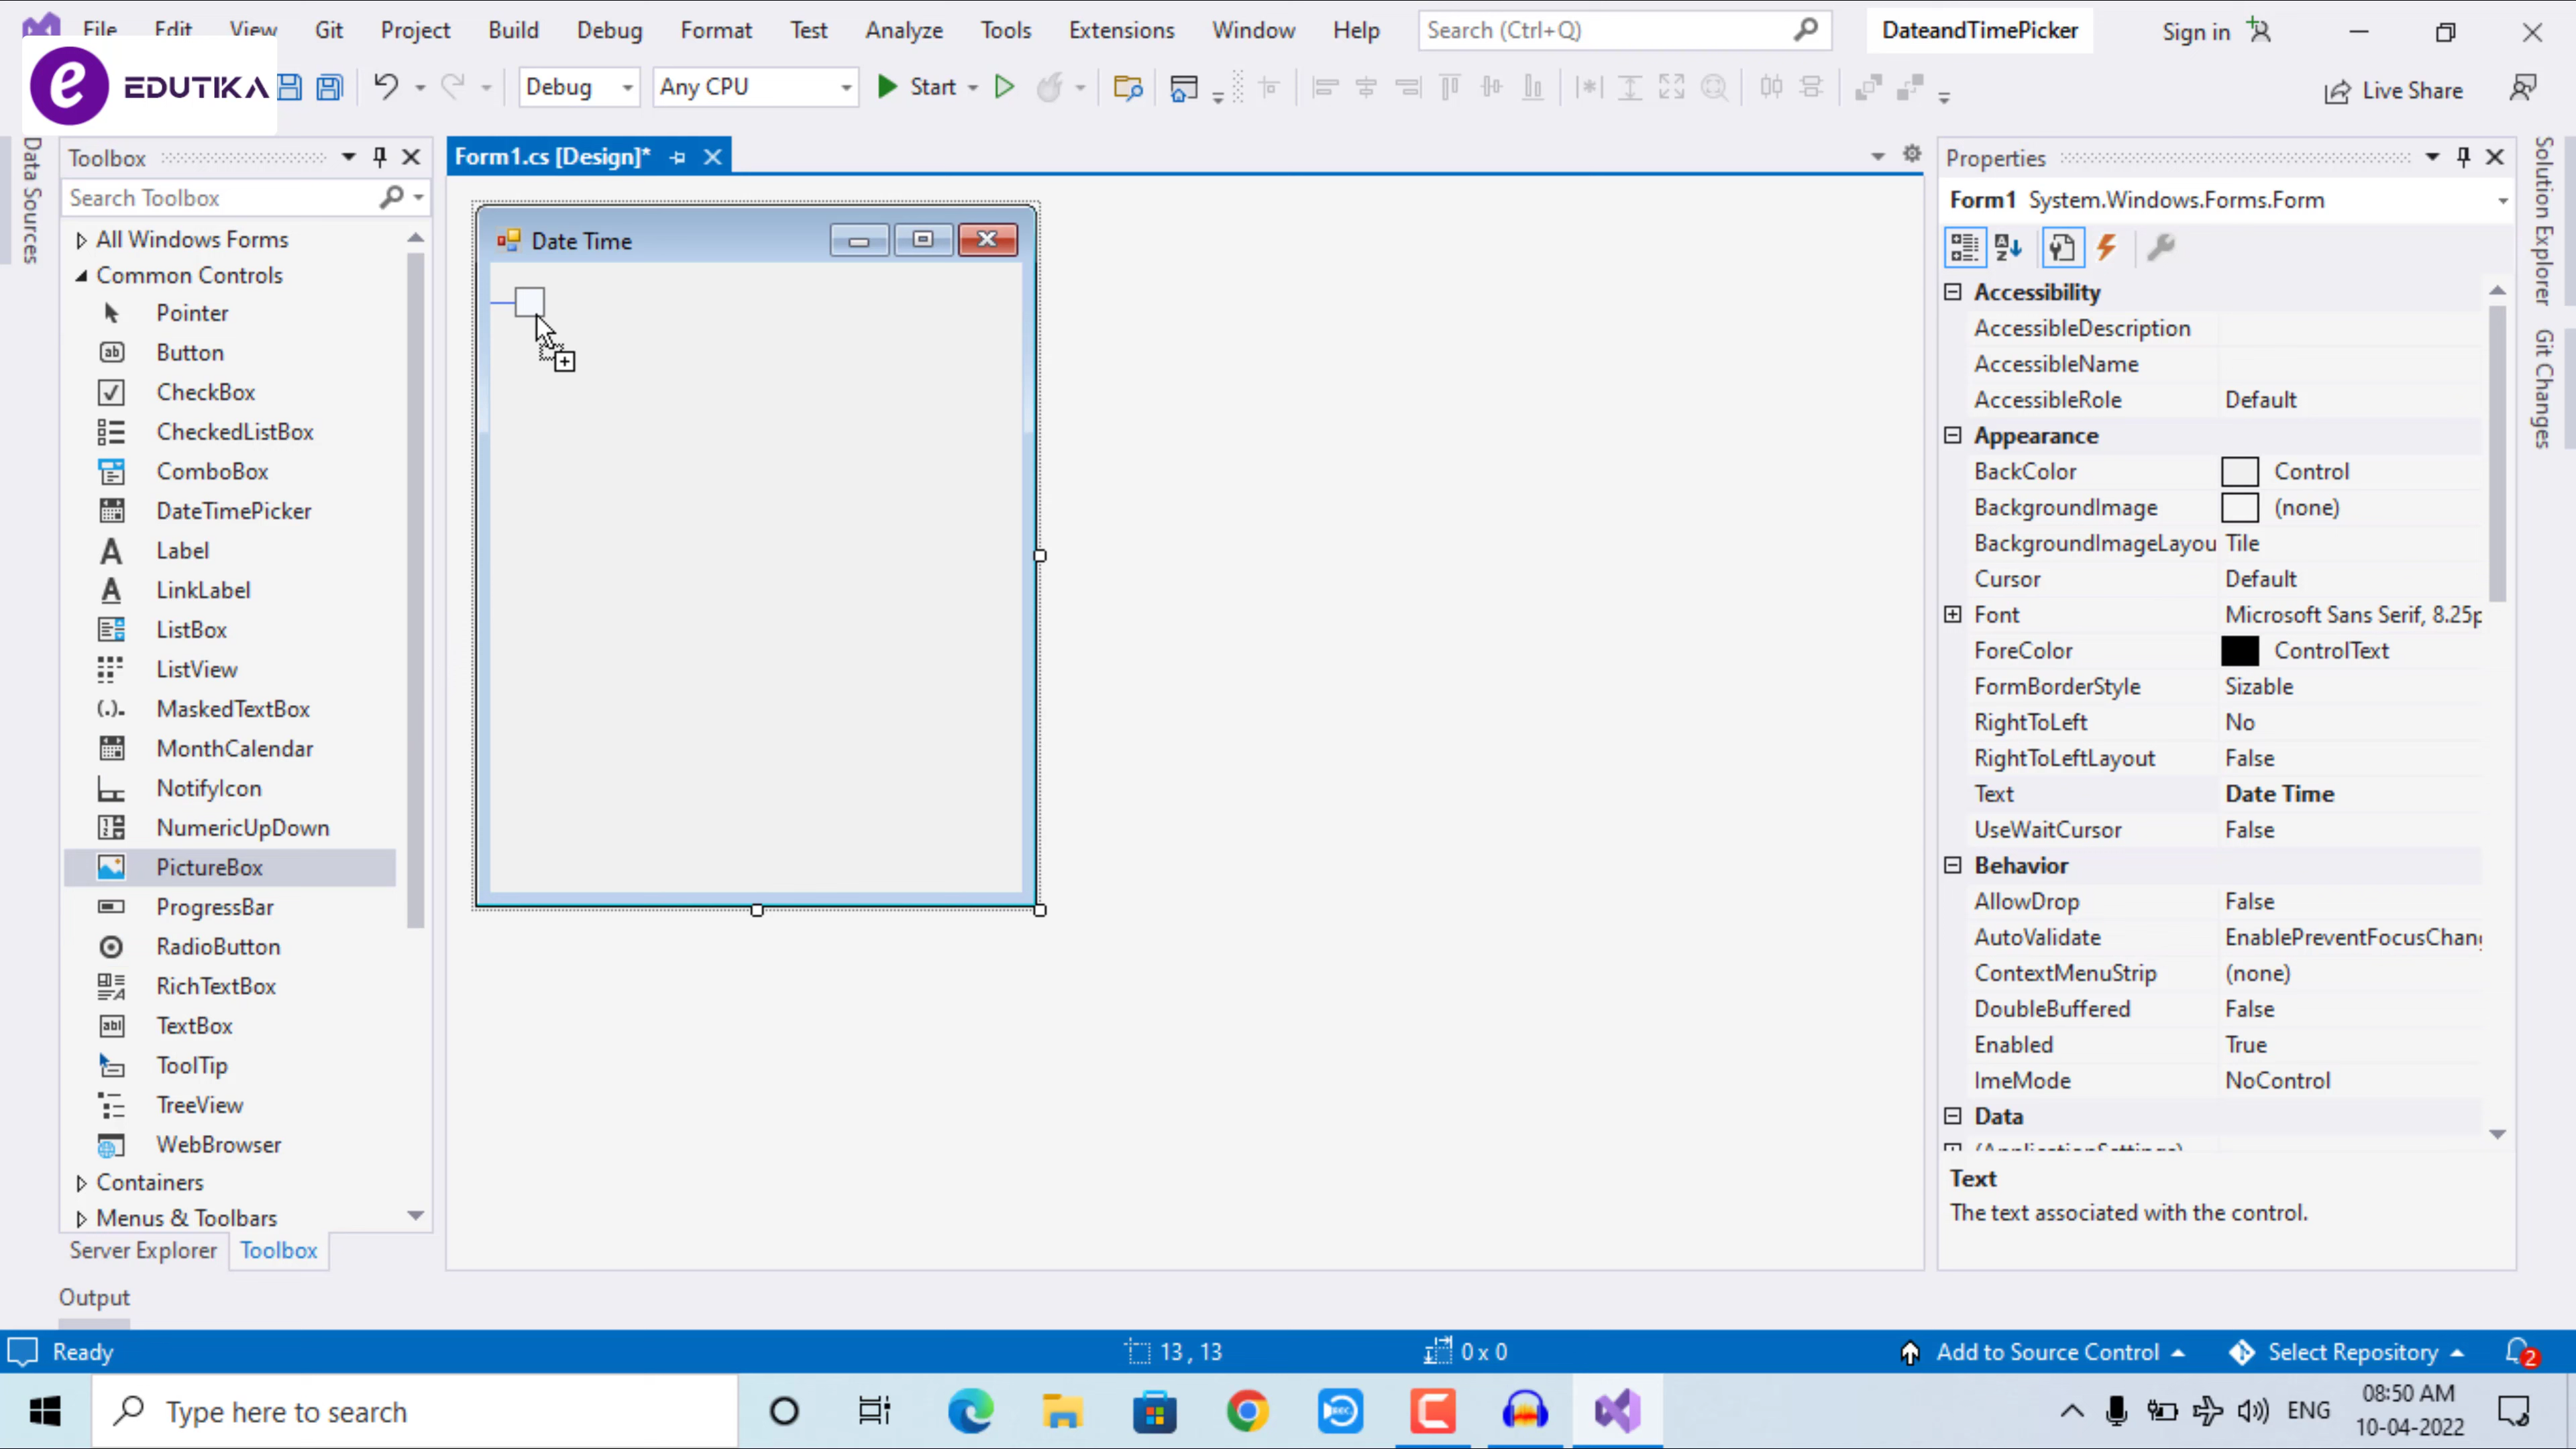 File Edit View Git Project Build Debug Format Test Analyze Tools Extensions Window Help Search (Ctrl+Q) DateandTimePicker Sign in
e EDUTIKA Debug Any CPU Start Live Share
Data Sources
Toolbox
Search Toolbox
All Windows Forms
Common Controls
Pointer
Button
CheckBox
CheckedListBox
ComboBox
DateTimePicker
Label
LinkLabel
ListBox
ListView
MaskedTextBox
MonthCalendar
NotifyIcon
NumericUpDown
PictureBox
ProgressBar
RadioButton
RichTextBox
TextBox
ToolTip
TreeView
WebBrowser
Containers
Menus & Toolbars
Server Explorer Toolbox
Output
Form1.cs [Design]*
Date Time
Properties
Form1 System.Windows.Forms.Form
Accessibility
AccessibleDescription
AccessibleName
AccessibleRole Default
Appearance
BackColor Control
BackgroundImage (none)
BackgroundImageLayou Tile
Cursor Default
Font Microsoft Sans Serif, 8.25p
ForeColor ControlText
FormBorderStyle Sizable
RightToLeft No
RightToLeftLayout False
Text Date Time
UseWaitCursor False
Behavior
AllowDrop False
AutoValidate EnablePreventFocusChang
ContextMenuStrip (none)
DoubleBuffered False
Enabled True
ImeMode NoControl
Data
(ApplicationSettings)
Text
The text associated with the control.
Solution Explorer
Git Changes
Ready 13 , 13 0 x 0 Add to Source Control Select Repository 2
Type here to search ENG 08:50 AM
10-04-2022